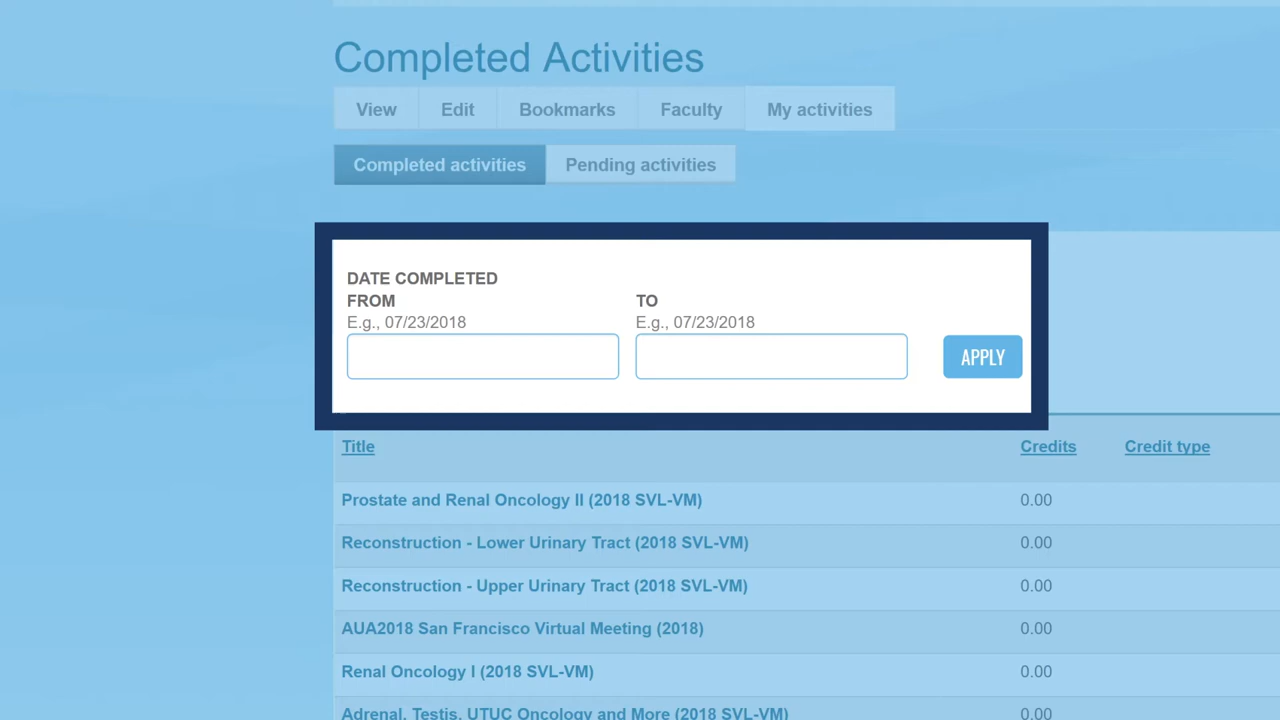 Completed Activities
View Edit Bookmarks Faculty My activities
Completed activities Pending activities
DATE COMPLETED
FROM TO
E.g., 07/23/2018 E.g., 07/23/2018
APPLY
Title Credits Credit type
Prostate and Renal Oncology II (2018 SVL-VM) 0.00
Reconstruction - Lower Urinary Tract (2018 SVL-VM) 0.00
Reconstruction - Upper Urinary Tract (2018 SVL-VM) 0.00
AUA2018 San Francisco Virtual Meeting (2018) 0.00
Renal Oncology I (2018 SVL-VM) 0.00
Adrenal, Testis, UTUC Oncology and More (2018 SVL-VM) 0.00